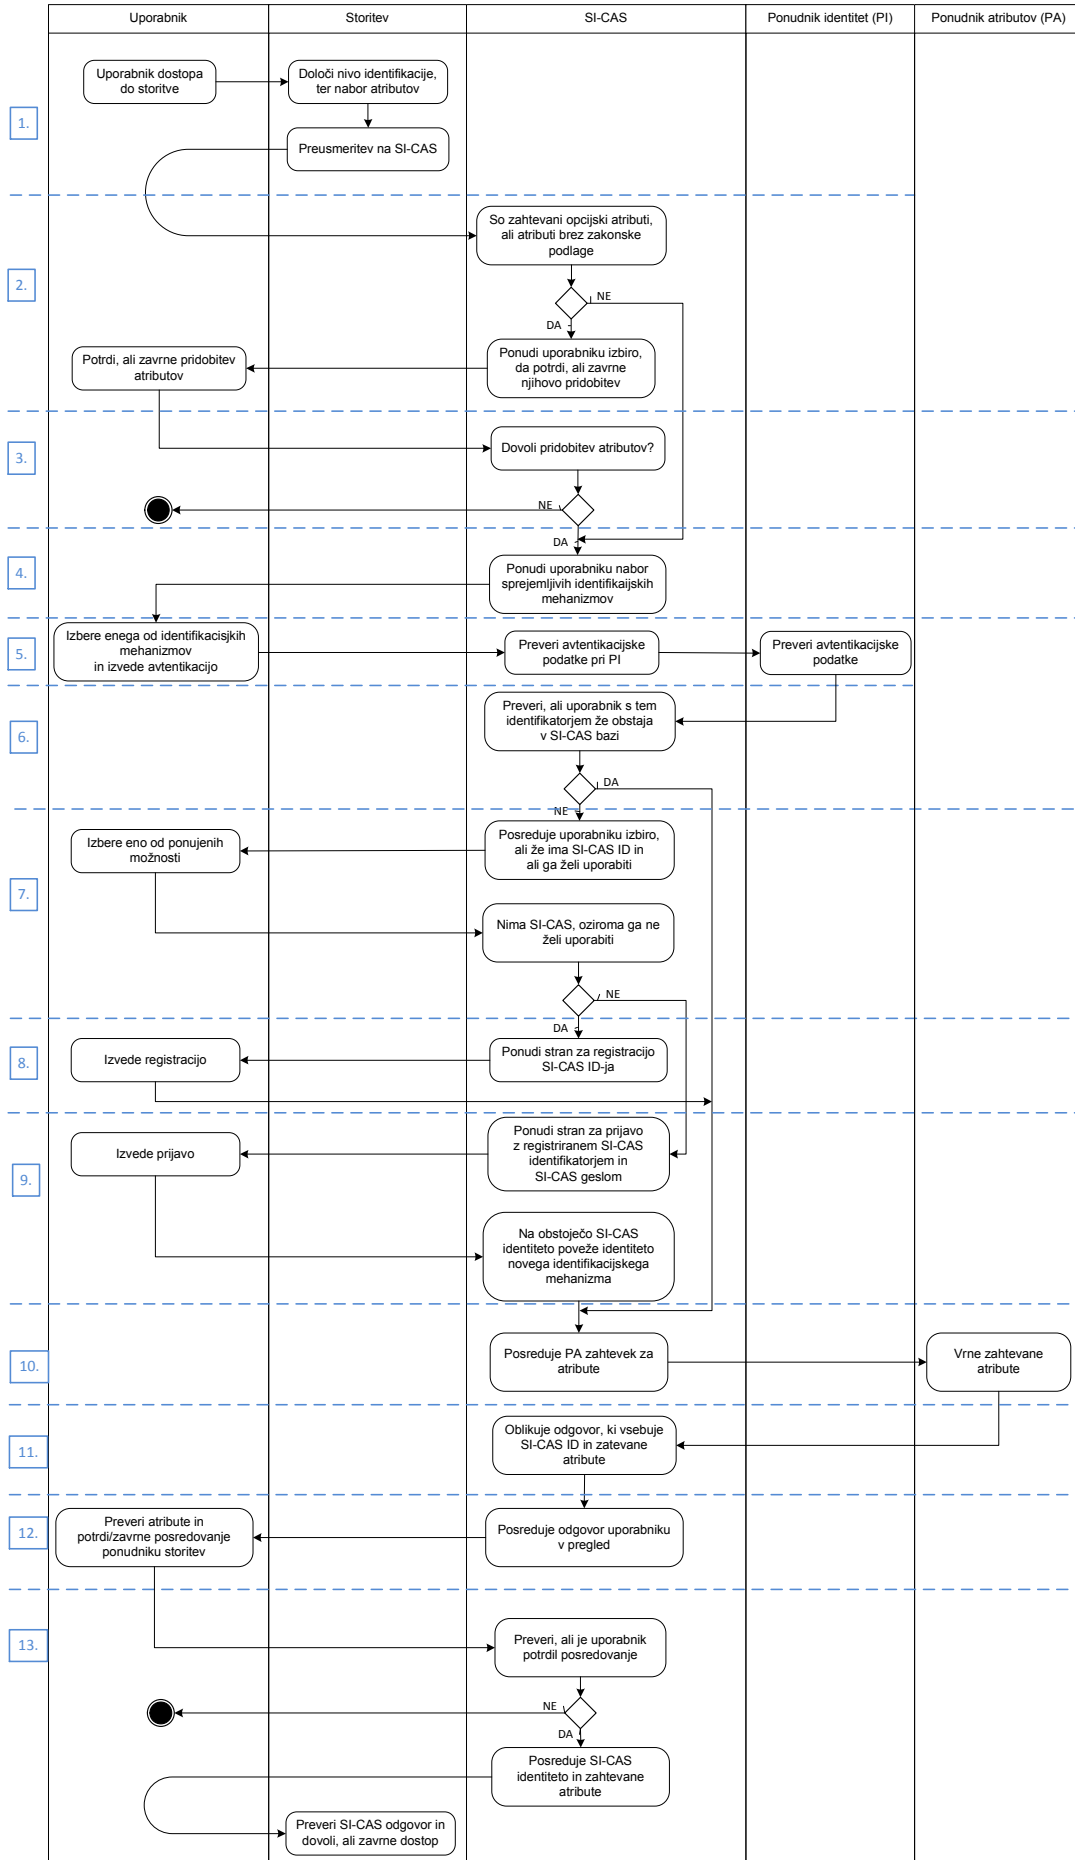 Uporabnik
Storitev
SI-CAS
Ponudnik identitet (PI)
Ponudnik atributov (PA)
1.
Uporabnik dostopa
do storitve
Določi nivo identifikacije,
ter nabor atributov
Preusmeritev na SI-CAS
2.
So zahtevani opcijski atributi,
ali atributi brez zakonske
podlage
NE
DA
Ponudi uporabniku izbiro,
da potrdi, ali zavrne
njihovo pridobitev
Potrdi, ali zavrne pridobitev
atributov
3.
Dovoli pridobitev atributov?
NE
DA
4.
Ponudi uporabniku nabor
sprejemljivih identifikaijskih
mehanizmov
5.
Izbere enega od identifikacisjkih
mehanizmov
in izvede avtentikacijo
Preveri avtentikacijske
podatke pri PI
Preveri avtentikacijske
podatke
6.
Preveri, ali uporabnik s tem
identifikatorjem že obstaja
v SI-CAS bazi
DA
NE
7.
Posreduje uporabniku izbiro,
ali že ima SI-CAS ID in
ali ga želi uporabiti
Izbere eno od ponujenih
možnosti
Nima SI-CAS, oziroma ga ne
želi uporabiti
NE
DA
8.
Ponudi stran za registracijo
SI-CAS ID-ja
Izvede registracijo
9.
Ponudi stran za prijavo
z registriranem SI-CAS
identifikatorjem in
SI-CAS geslom
Izvede prijavo
Na obstoječo SI-CAS
identiteto poveže identiteto
novega identifikacijskega
mehanizma
10.
Posreduje PA zahtevek za
atribute
Vrne zahtevane
atribute
11.
Oblikuje odgovor, ki vsebuje
SI-CAS ID in zatevane
atribute
12.
Posreduje odgovor uporabniku
v pregled
Preveri atribute in
potrdi/zavrne posredovanje
ponudniku storitev
13.
Preveri, ali je uporabnik
potrdil posredovanje
NE
DA
Posreduje SI-CAS
identiteto in zahtevane
atribute
Preveri SI-CAS odgovor in
dovoli, ali zavrne dostop